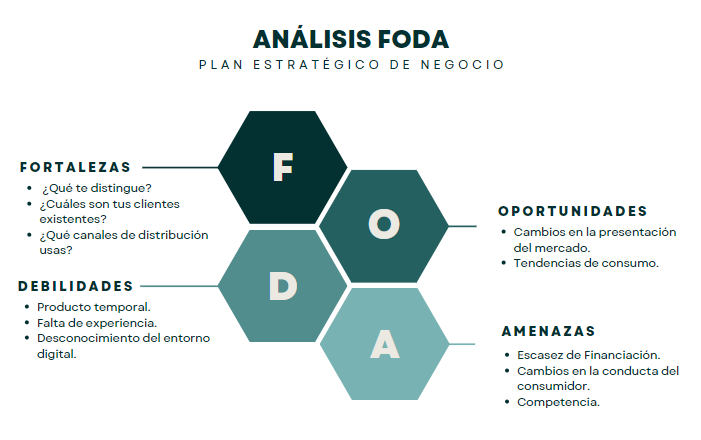 ANÁLISIS FODA
PLAN ESTRATÉGICO DE NEGOCIO
F
FORTALEZAS
• ¿Qué te distingue?
• ¿Cuáles son tus clientes
existentes?
• ¿Qué canales de distribución
usas?
O
OPORTUNIDADES
• Cambios en la presentación
del mercado.
• Tendencias de consumo.
D
DEBILIDADES
• Producto temporal.
• Falta de experiencia.
• Desconocimiento del entorno
digital.
A
AMENAZAS
• Escasez de Financiación.
• Cambios en la conducta del
consumidor.
• Competencia.